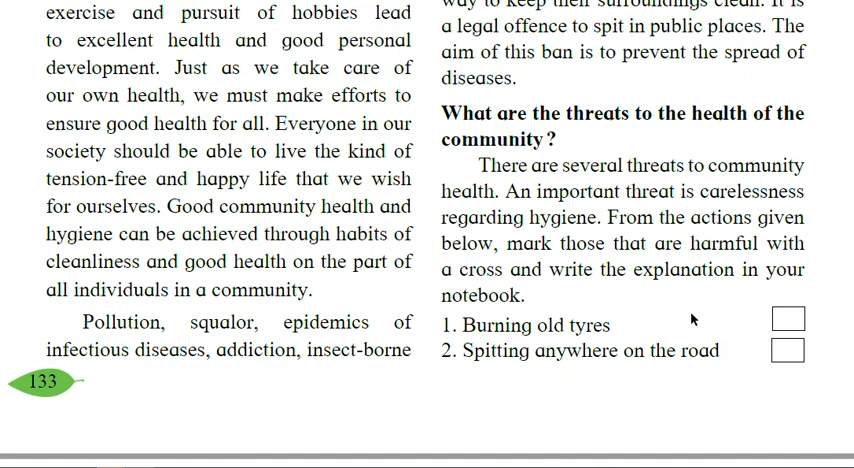 exercise and pursuit of hobbies lead
to excellent health and good personal
development. Just as we take care of
our own health, we must make efforts to
ensure good health for all. Everyone in our
society should be able to live the kind of
tension-free and happy life that we wish
for ourselves. Good community health and
hygiene can be achieved through habits of
cleanliness and good health on the part of
all individuals in a community.
Pollution, squalor, epidemics of
infectious diseases, addiction, insect-borne
133
way to keep their surroundings clean. It is
a legal offence to spit in public places. The
aim of this ban is to prevent the spread of
diseases.
What are the threats to the health of the
community?
There are several threats to community
health. An important threat is carelessness
regarding hygiene. From the actions given
below, mark those that are harmful with
a cross and write the explanation in your
notebook.
1. Burning old tyres
2. Spitting anywhere on the road